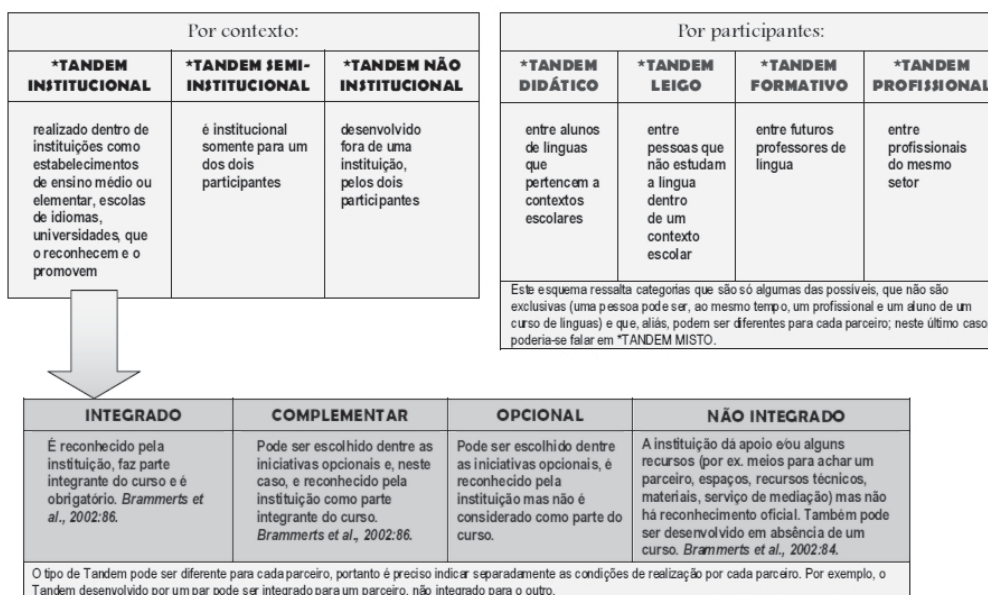 Por contexto:
*TANDEM
INSTITUCIONAL
*TANDEM SEMI-
INSTITUCIONAL
*TANDEM NÃO
INSTITUCIONAL
realizado dentro de
instituições como
estabelecimentos
de ensino médio ou
elementar, escolas
de idiomas,
universidades, que
o reconhecem e o
promovem
é institucional
somente para um
dos dois
participantes
desenvolvido
fora de uma
instituição,
pelos dois
participantes
Por participantes:
*TANDEM
DIDÁTICO
*TANDEM
LEIGO
*TANDEM
FORMATIVO
*TANDEM
PROFISSIONAL
entre alunos
de línguas
que
pertencem a
contextos
escolares
entre
pessoas que
não estudam
a língua
dentro
de um
contexto
escolar
entre futuros
professores de
língua
entre
profissionais
do mesmo
setor
Este esquema ressalta categorias que são só algumas das possíveis, que não são
exclusivas (uma pessoa pode ser, ao mesmo tempo, um profissional e um aluno de um
curso de línguas) e que, aliás, podem ser diferentes para cada parceiro; neste último caso
poderia-se falar em *TANDEM MISTO.
INTEGRADO
COMPLEMENTAR
OPCIONAL
NÃO INTEGRADO
É reconhecido pela
instituição, faz parte
integrante do curso e é
obrigatório. Brammerts et
al., 2002:86.
Pode ser escolhido dentre as
iniciativas opcionais e, neste
caso, e reconhecido pela
instituição como parte
integrante do curso.
Brammerts et al., 2002:86.
Pode ser escolhido dentre
as iniciativas opcionais, é
reconhecido pela
instituição mas não é
considerado como parte do
curso.
A instituição dá apoio e/ou alguns
recursos (por ex. meios para achar um
parceiro, espaços, recursos técnicos,
materiais, serviço de mediação) mas não
há reconhecimento oficial. Também pode
ser desenvolvido em absência de um
curso. Brammerts et al., 2002:84.
O tipo de Tandem pode ser diferente para cada parceiro, portanto é preciso indicar separadamente as condições de realização por cada parceiro. Por exemplo, o
Tandem desenvolvido por um par pode ser integrado para um parceiro, não integrado para o outro.